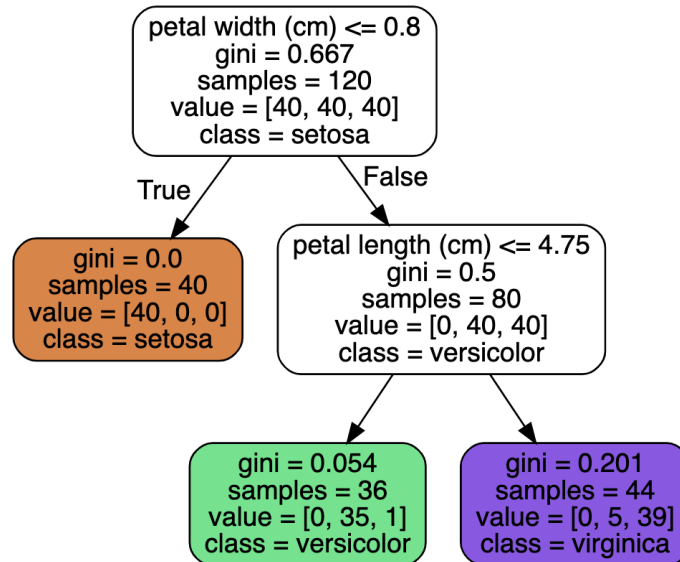 petal width (cm) <= 0.8
gini = 0.667
samples = 120
value = [40, 40, 40]
class = setosa
True
False
gini = 0.0
samples = 40
value = [40, 0, 0]
class = setosa
petal length (cm) <= 4.75
gini = 0.5
samples = 80
value = [0, 40, 40]
class = versicolor
gini = 0.054
samples = 36
value = [0, 35, 1]
class = versicolor
gini = 0.201
samples = 44
value = [0, 5, 39]
class = virginica